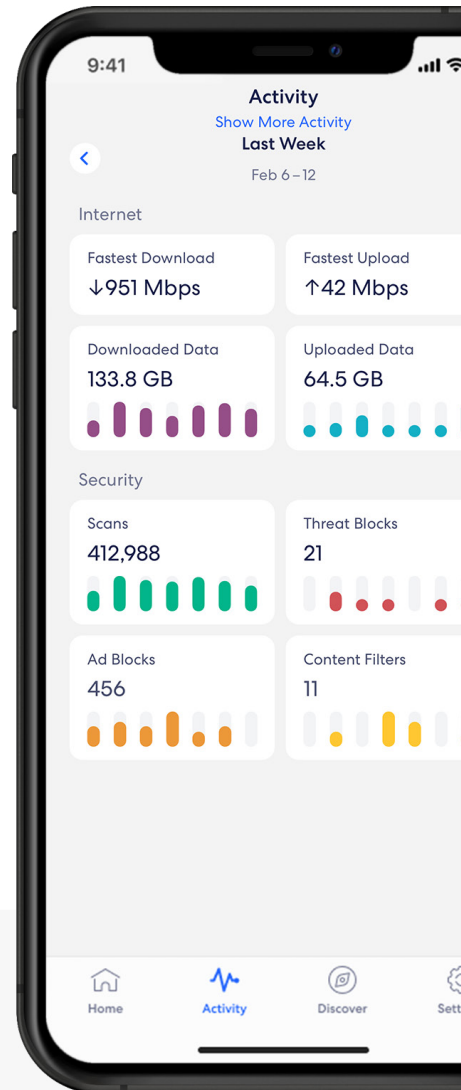 9:41
Activity
Show More Activity
Last Week
Feb 6–12
Internet
Fastest Download
↓951 Mbps
Fastest Upload
↑42 Mbps
Downloaded Data
133.8 GB
Uploaded Data
64.5 GB
Security
Scans
412,988
Threat Blocks
21
Ad Blocks
456
Content Filters
11
Home
Activity
Discover
Sett